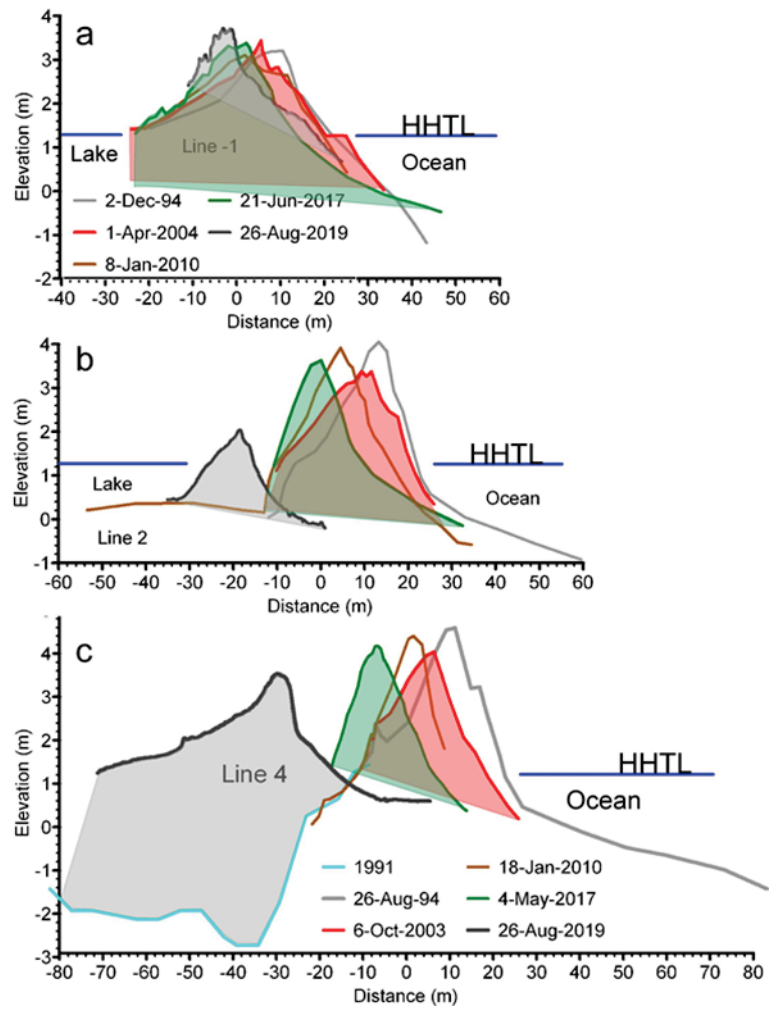 a
4
3
2
1
0
-1
-2
Elevation (m)
HHTL
Lake
Line -1
Ocean
2-Dec-94
21-Jun-2017
1-Apr-2004
26-Aug-2019
8-Jan-2010
-40 -30 -20 -10 0 10 20 30 40 50 60
Distance (m)
b
4
3
2
1
0
-1
Elevation (m)
HHTL
Lake
Ocean
Line 2
-60 -50 -40 -30 -20 -10 0 10 20 30 40 50 60
Distance (m)
c
4
3
2
1
0
-1
-2
-3
Elevation (m)
Line 4
HHTL
Ocean
1991
18-Jan-2010
26-Aug-94
4-May-2017
6-Oct-2003
26-Aug-2019
-80 -70 -60 -50 -40 -30 -20 -10 0 10 20 30 40 50 60 70 80
Distance (m)